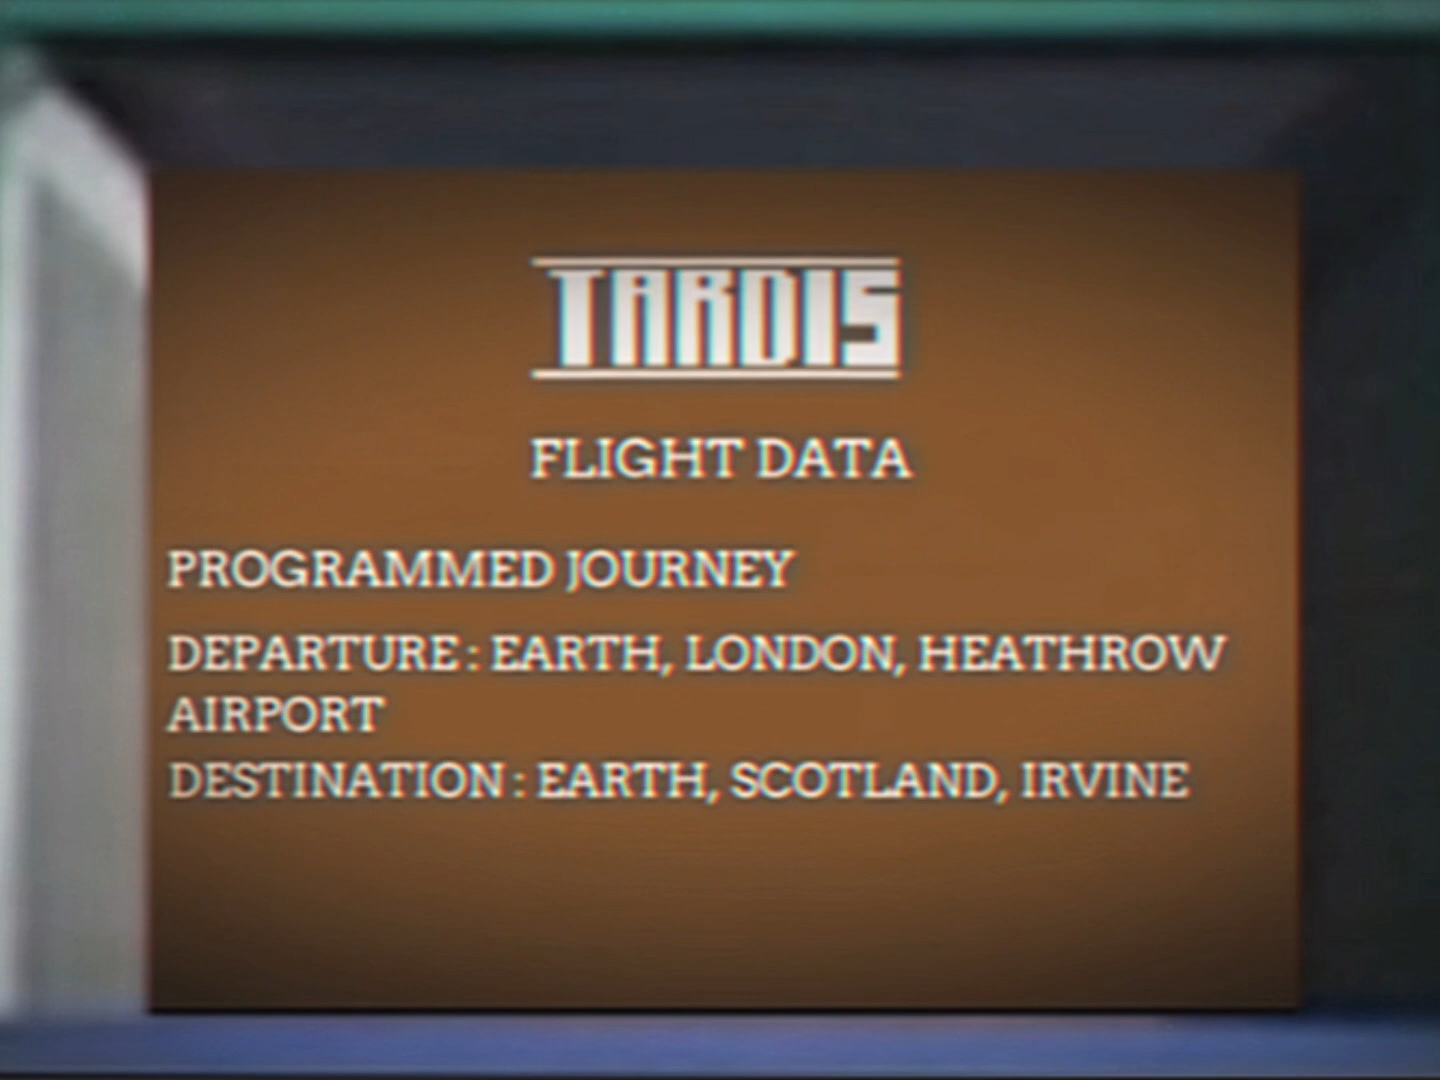 TARDIS
FLIGHT DATA
PROGRAMMED JOURNEY
DEPARTURE : EARTH, LONDON, HEATHROW
AIRPORT
DESTINATION : EARTH, SCOTLAND, IRVINE